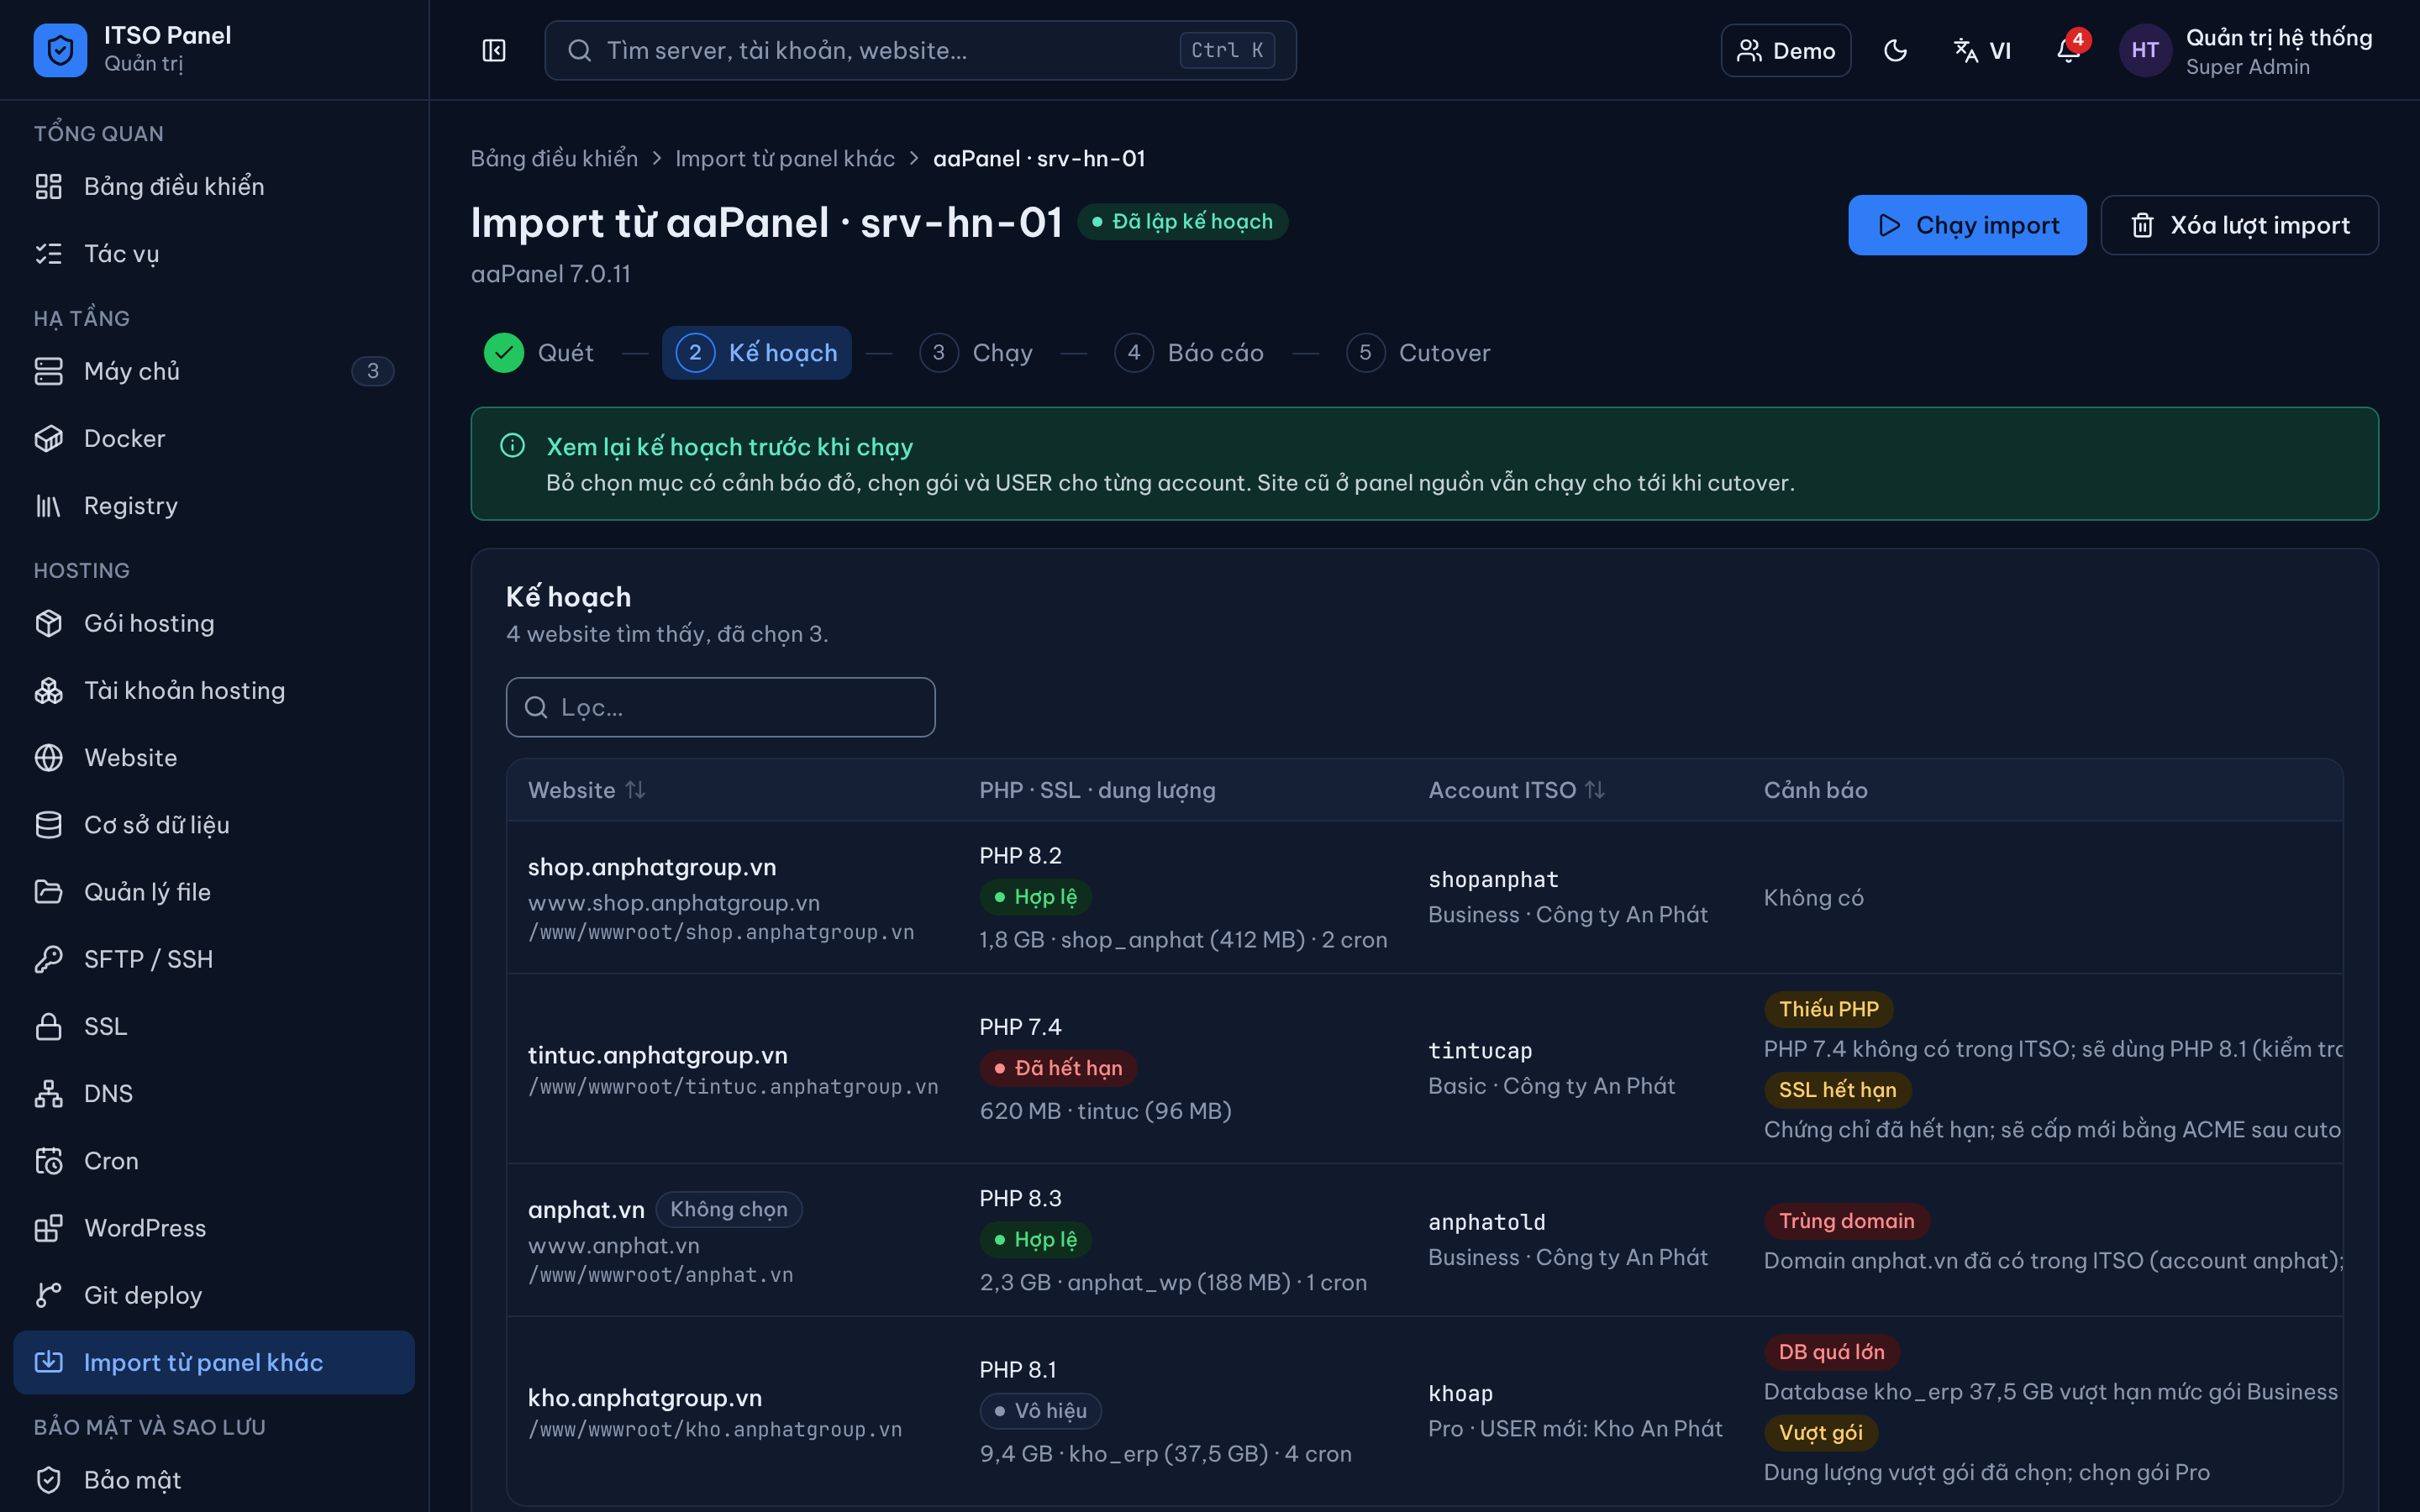 ITSO Panel
Quản trị
Tìm server, tài khoản, website...
Ctrl K
Demo
VI
4
HT
Quản trị hệ thống
Super Admin
TỔNG QUAN
Bảng điều khiển
Tác vụ
HẠ TẦNG
Máy chủ
3
Docker
Registry
HOSTING
Gói hosting
Tài khoản hosting
Website
Cơ sở dữ liệu
Quản lý file
SFTP / SSH
SSL
DNS
Cron
WordPress
Git deploy
Import từ panel khác
BẢO MẬT VÀ SAO LƯU
Bảo mật
Bảng điều khiển > Import từ panel khác > aaPanel · srv-hn-01
Import từ aaPanel · srv-hn-01
Đã lập kế hoạch
aaPanel 7.0.11
Chạy import
Xóa lượt import
Quét — 2 Kế hoạch — 3 Chạy — 4 Báo cáo — 5 Cutover
Xem lại kế hoạch trước khi chạy
Bỏ chọn mục có cảnh báo đỏ, chọn gói và USER cho từng account. Site cũ ở panel nguồn vẫn chạy cho tới khi cutover.
Kế hoạch
4 website tìm thấy, đã chọn 3.
Lọc...
Website
PHP · SSL · dung lượng
Account ITSO
Cảnh báo
shop.anphatgroup.vn
www.shop.anphatgroup.vn
/www/wwwroot/shop.anphatgroup.vn
PHP 8.2
Hợp lệ
1,8 GB · shop_anphat (412 MB) · 2 cron
shopanphat
Business · Công ty An Phát
Không có
tintuc.anphatgroup.vn
/www/wwwroot/tintuc.anphatgroup.vn
PHP 7.4
Đã hết hạn
620 MB · tintuc (96 MB)
tintucap
Basic · Công ty An Phát
Thiếu PHP
PHP 7.4 không có trong ITSO; sẽ dùng PHP 8.1 (kiểm tra
SSL hết hạn
Chứng chỉ đã hết hạn; sẽ cấp mới bằng ACME sau cuto
anphat.vn
Không chọn
www.anphat.vn
/www/wwwroot/anphat.vn
PHP 8.3
Hợp lệ
2,3 GB · anphat_wp (188 MB) · 1 cron
anphatold
Business · Công ty An Phát
Trùng domain
Domain anphat.vn đã có trong ITSO (account anphat);
kho.anphatgroup.vn
/www/wwwroot/kho.anphatgroup.vn
PHP 8.1
Vô hiệu
9,4 GB · kho_erp (37,5 GB) · 4 cron
khoap
Pro · USER mới: Kho An Phát
DB quá lớn
Database kho_erp 37,5 GB vượt hạn mức gói Business
Vượt gói
Dung lượng vượt gói đã chọn; chọn gói Pro